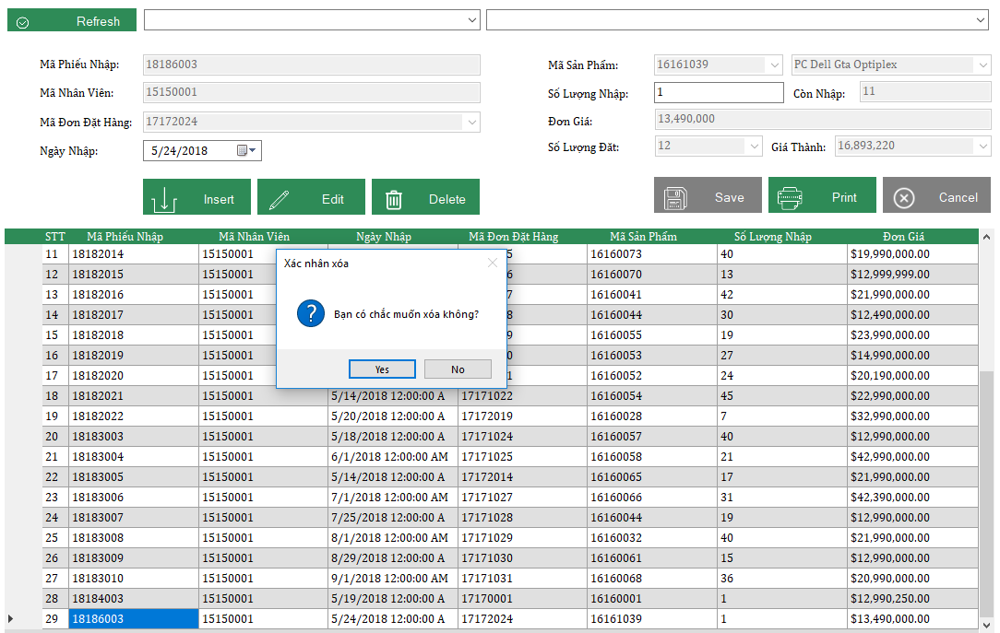 Refresh
Mã Phiếu Nhập: 18186003 Mã Sản Phẩm: 16161039 PC Dell Gta Optiplex
Mã Nhân Viên: 15150001 Số Lượng Nhập: 1 Còn Nhập: 11
Mã Đơn Đặt Hàng: 17172024 Đơn Giá: 13,490,000
Ngày Nhập: 5/24/2018 Số Lượng Đặt: 12 Giá Thành: 16,893,220
Insert Edit Delete Save Print Cancel
STT Mã Phiếu Nhập Mã Nhân Viên Ngày Nhập Mã Đơn Đặt Hàng Mã Sản Phẩm Số Lượng Nhập Đơn Giá
11 18182014 15150001 5 16160073 40 $19,990,000.00
12 18182015 15150001 6 16160070 13 $12,999,999.00
13 18182016 15150001 7 16160041 42 $21,990,000.00
14 18182017 15150001 8 16160044 30 $12,490,000.00
15 18182018 15150001 9 16160055 19 $23,990,000.00
16 18182019 15150001 0 16160053 27 $14,990,000.00
17 18182020 15150001 1 16160052 24 $20,190,000.00
Xác nhân xóa
Bạn có chắc muốn xóa không?
Yes No
18 18182021 15150001 5/14/2018 12:00:00 A 17171022 16160054 45 $22,990,000.00
19 18182022 15150001 5/20/2018 12:00:00 A 17172019 16160028 7 $32,990,000.00
20 18183003 15150001 5/18/2018 12:00:00 A 17171024 16160057 40 $12,990,000.00
21 18183004 15150001 6/1/2018 12:00:00 AM 17171025 16160058 21 $42,990,000.00
22 18183005 15150001 5/14/2018 12:00:00 A 17172014 16160065 17 $21,990,000.00
23 18183006 15150001 7/1/2018 12:00:00 AM 17171027 16160066 31 $42,390,000.00
24 18183007 15150001 7/25/2018 12:00:00 A 17171028 16160044 19 $12,990,000.00
25 18183008 15150001 8/1/2018 12:00:00 AM 17171029 16160032 40 $21,990,000.00
26 18183009 15150001 8/29/2018 12:00:00 A 17171030 16160061 15 $12,990,000.00
27 18183010 15150001 9/1/2018 12:00:00 AM 17171031 16160068 36 $20,990,000.00
28 18184003 15150001 5/19/2018 12:00:00 A 17170001 16160001 1 $12,990,250.00
29 18186003 15150001 5/24/2018 12:00:00 A 17172024 16161039 1 $13,490,000.00